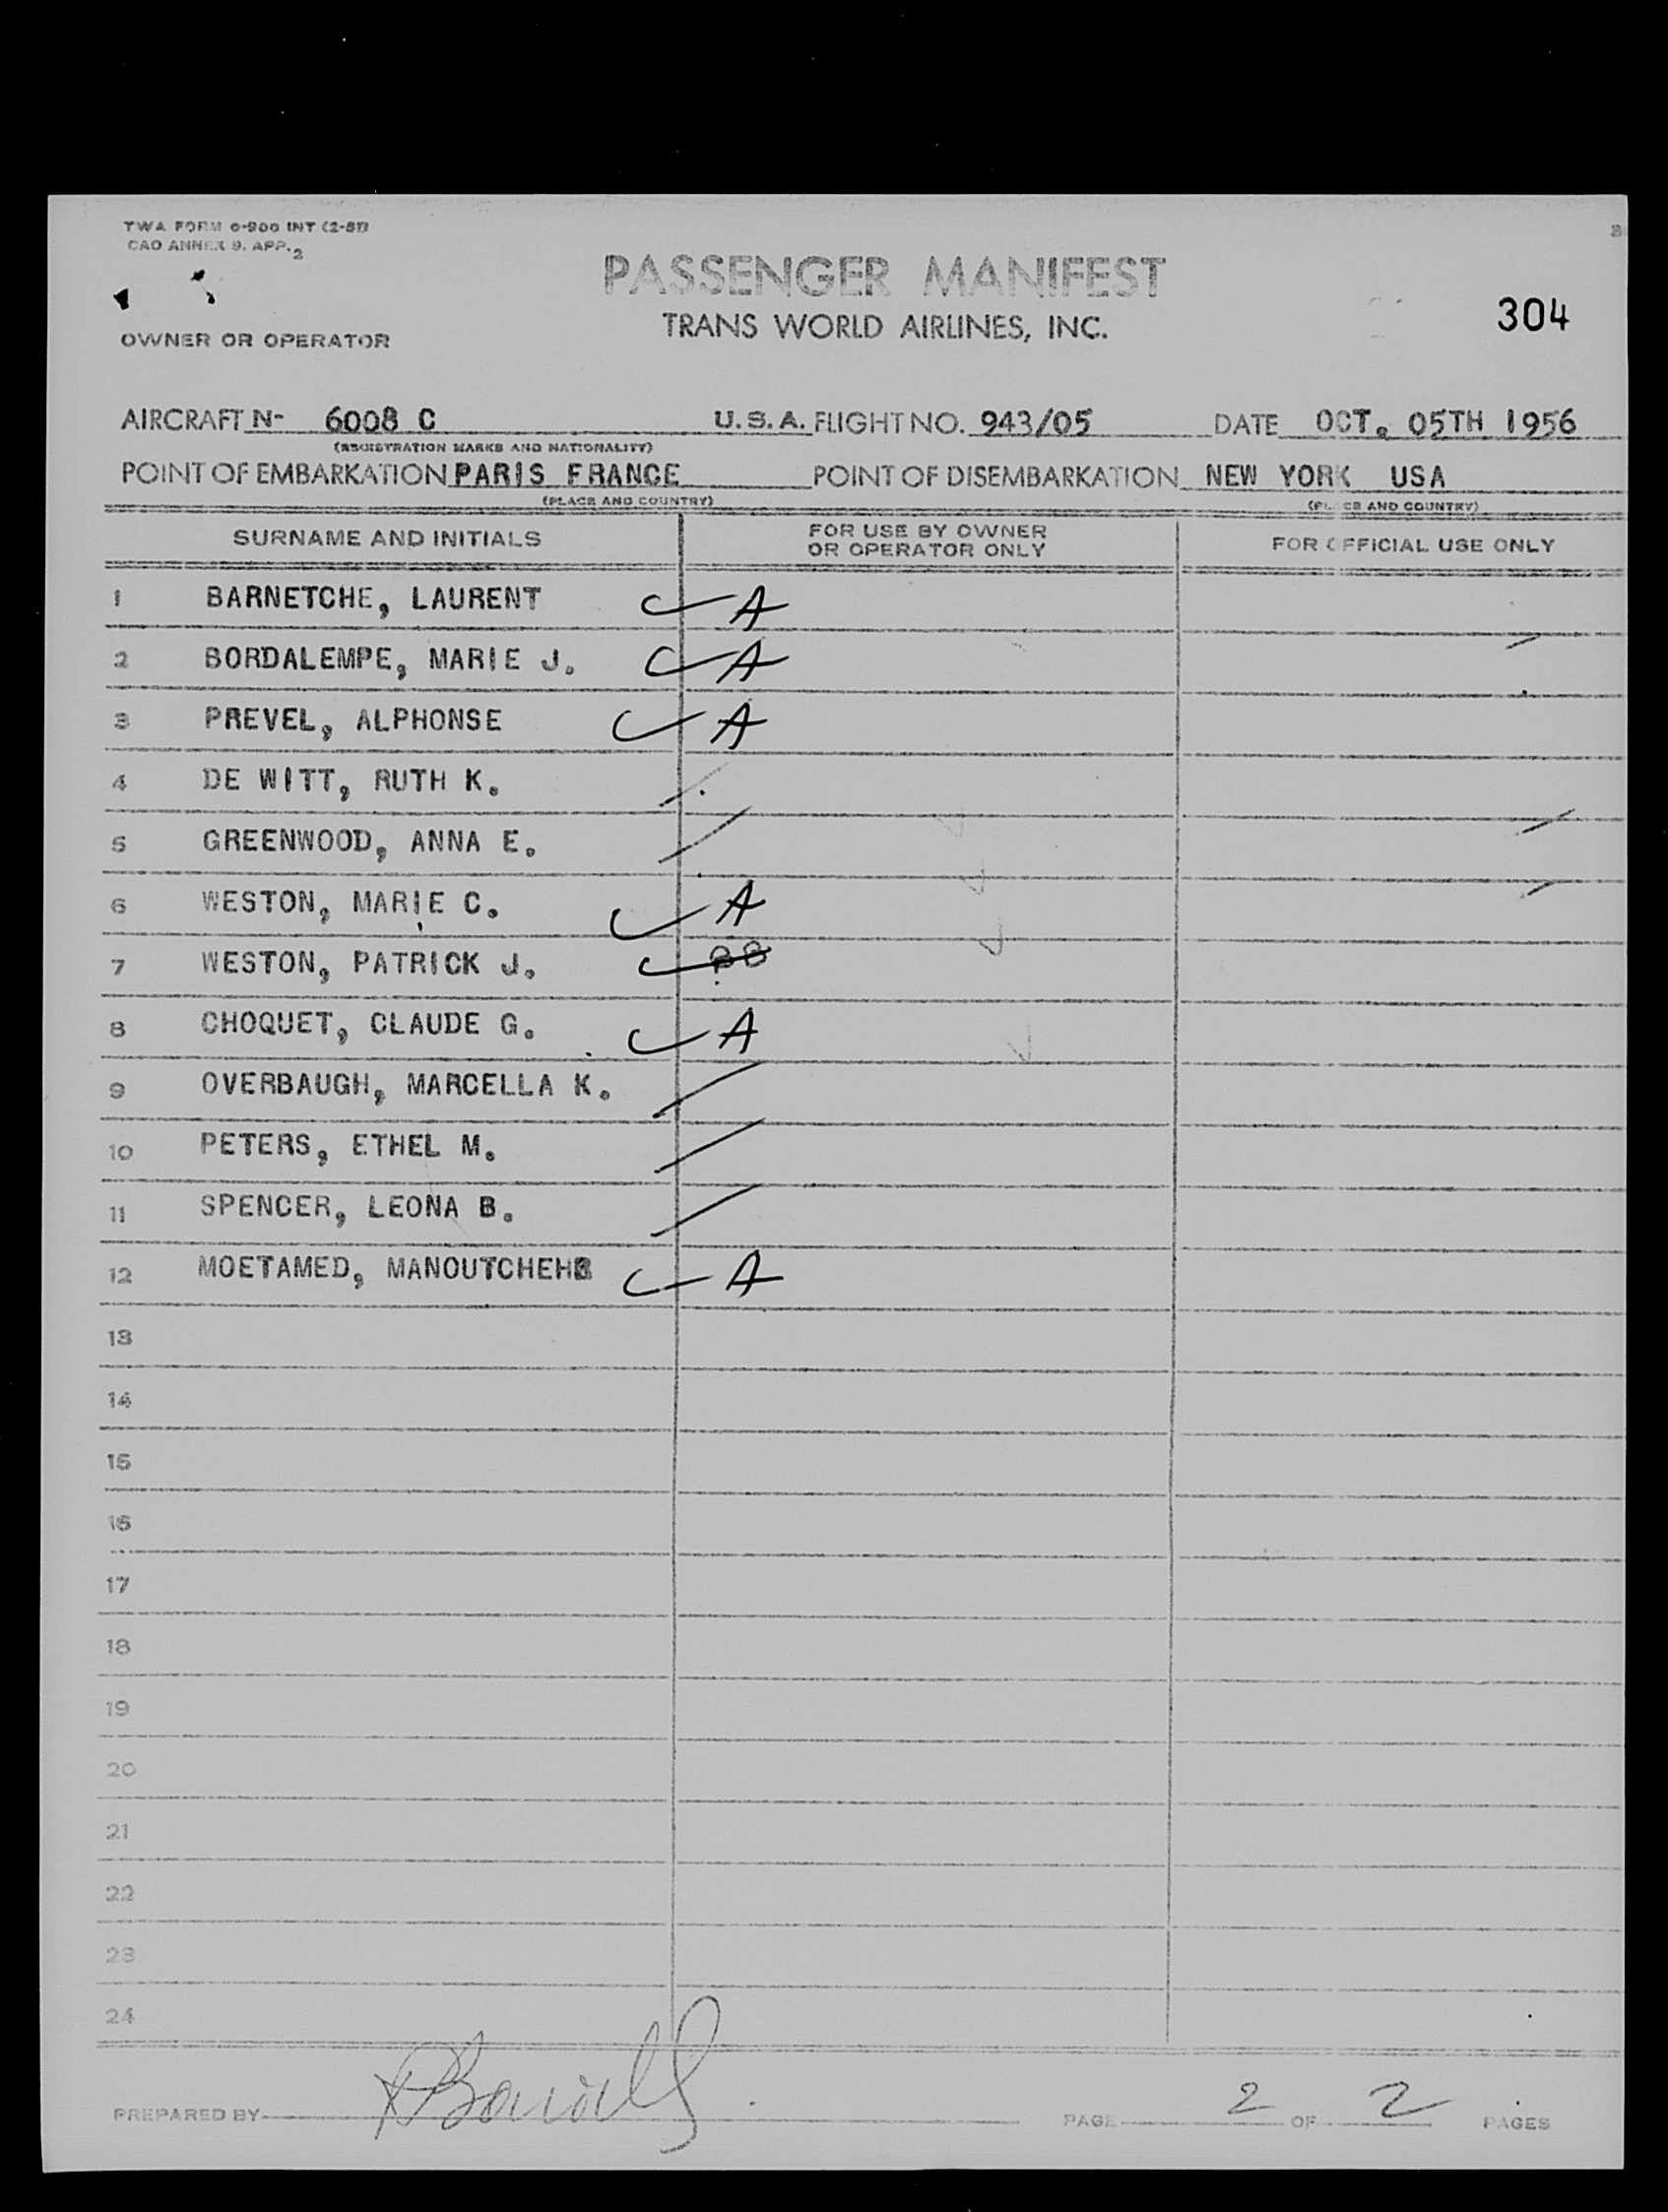 TWA FORM 0-900 INT (2-51)
CAO ANNEX 9. APP. 2
PASSENGER MANIFEST
TRANS WORLD AIRLINES, INC.
304
OWNER OR OPERATOR
AIRCRAFT N- 6008 C U.S.A. FLIGHT NO. 943/05 DATE OCT. 05TH 1956
(REGISTRATION MARKS AND NATIONALITY)
POINT OF EMBARKATION PARIS FRANCE POINT OF DISEMBARKATION NEW YORK USA
(PLACE AND COUNTRY) (PLACE AND COUNTRY)
SURNAME AND INITIALS FOR USE BY OWNER OR OPERATOR ONLY FOR OFFICIAL USE ONLY
1 BARNETCHE, LAURENT A
2 BORDALEMPE, MARIE J. A
3 PREVEL, ALPHONSE A
4 DE WITT, RUTH K.
5 GREENWOOD, ANNA E.
6 WESTON, MARIE C. A
7 WESTON, PATRICK J.
8 CHOQUET, CLAUDE G. A
9 OVERBAUGH, MARCELLA K.
10 PETERS, ETHEL M.
11 SPENCER, LEONA B.
12 MOETAMED, MANOUTCHEHR A
13
14
15
16
17
18
19
20
21
22
23
24
PREPARED BY PAGE 2 OF 2 PAGES